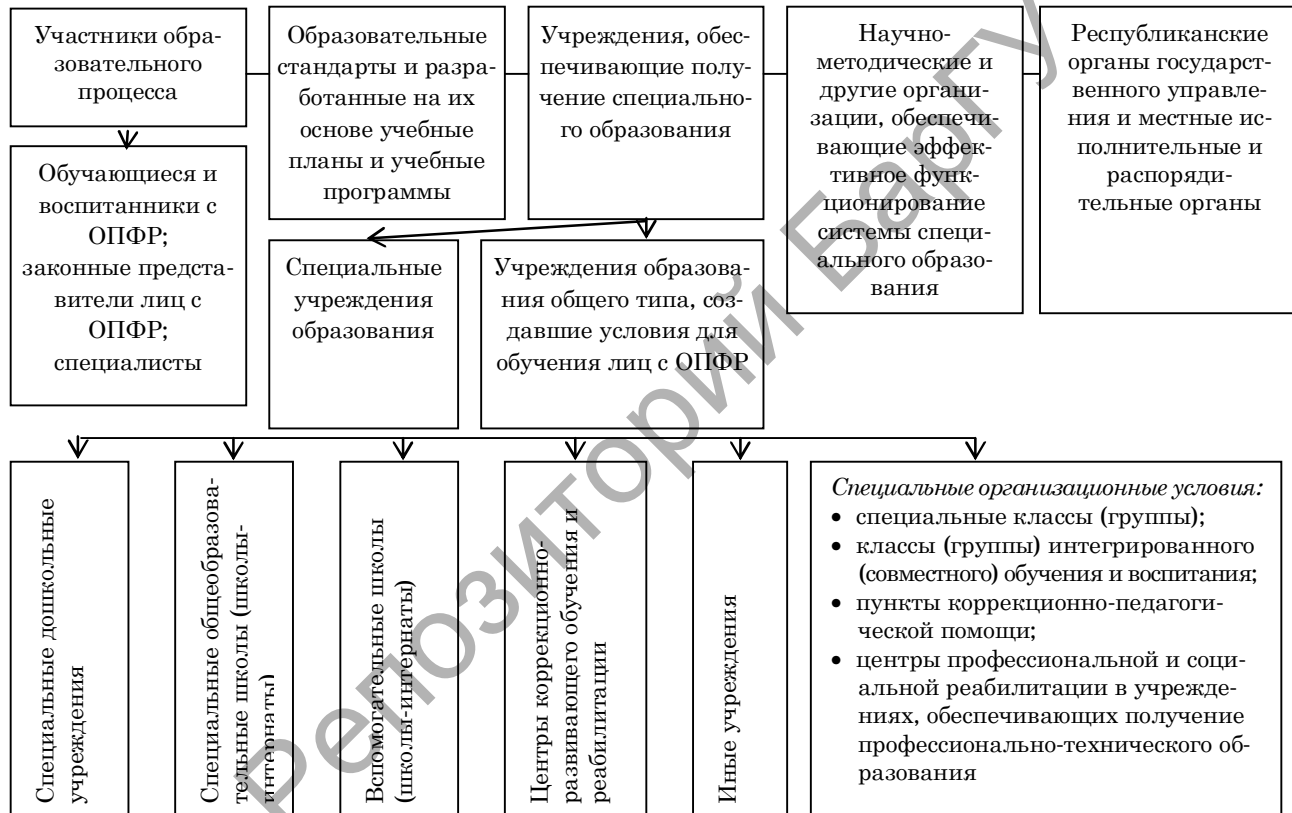 Участники обра-
зовательного
процесса
Образовательные
стандарты и разра-
ботанные на их
основе учебные
планы и учебные
программы
Учреждения, обес-
печивающие полу-
чение специально-
го образования
Научно-
методические и
другие органи-
зации, обеспечи-
вающие эффек-
тивное функ-
ционирование
системы специ-
ального образо-
вания
Республиканские
органы государст-
венного управле-
ния и местные ис-
полнительные и
распоряди-
тельные органы
Обучающиеся и
воспитанники с
ОПФР;
законные предста-
вители лиц с
ОПФР;
специалисты
Специальные
учреждения
образования
Учреждения образова-
ния общего типа, соз-
давшие условия для
обучения лиц с ОПФР
Специальные дошкольные
учреждения
Специальные общеобразова-
тельные школы (школы-
интернаты)
Вспомогательные школы
(школы-интернаты)
Центры коррекционно-
развивающего обучения и
реабилитации
Иные учреждения
Специальные организационные условия:
• специальные классы (группы);
• классы (группы) интегрированного
(совместного) обучения и воспитания;
• пункты коррекционно-педагоги-
ческой помощи;
• центры профессиональной и соци-
альной реабилитации в учрежде-
ниях, обеспечивающих получение
профессионально-технического об-
разования
Репозиторий БарГУ